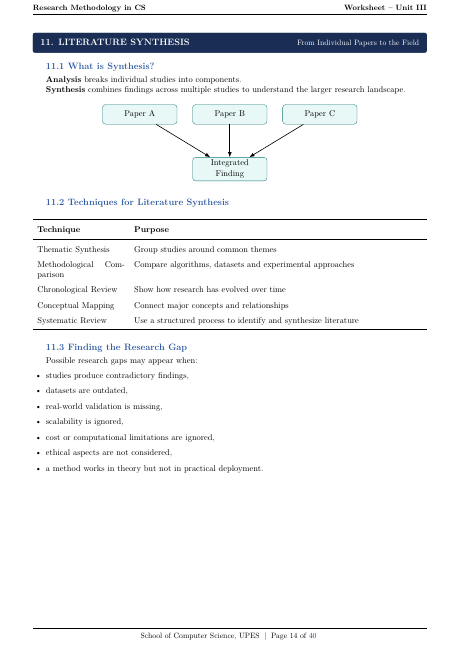 Research Methodology in CS Worksheet – Unit III
11. LITERATURE SYNTHESIS From Individual Papers to the Field
11.1 What is Synthesis?
Analysis breaks individual studies into components.
Synthesis combines findings across multiple studies to understand the larger research landscape.
Paper A Paper B Paper C
Integrated
Finding
11.2 Techniques for Literature Synthesis
Technique Purpose
Thematic Synthesis Group studies around common themes
Methodological Com- Compare algorithms, datasets and experimental approaches
parison
Chronological Review Show how research has evolved over time
Conceptual Mapping Connect major concepts and relationships
Systematic Review Use a structured process to identify and synthesize literature
11.3 Finding the Research Gap
Possible research gaps may appear when:
• studies produce contradictory findings,
• datasets are outdated,
• real-world validation is missing,
• scalability is ignored,
• cost or computational limitations are ignored,
• ethical aspects are not considered,
• a method works in theory but not in practical deployment.
School of Computer Science, UPES | Page 14 of 40